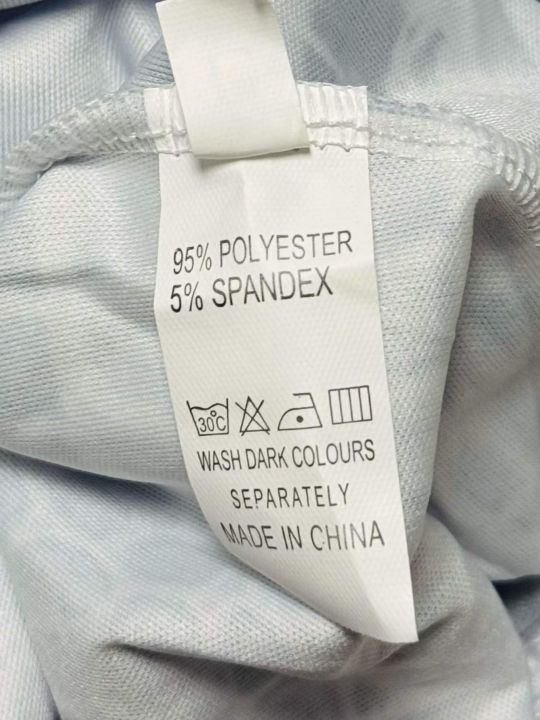 95% POLYESTER
5% SPANDEX
30°C
WASH DARK COLOURS
SEPARATELY
MADE IN CHINA